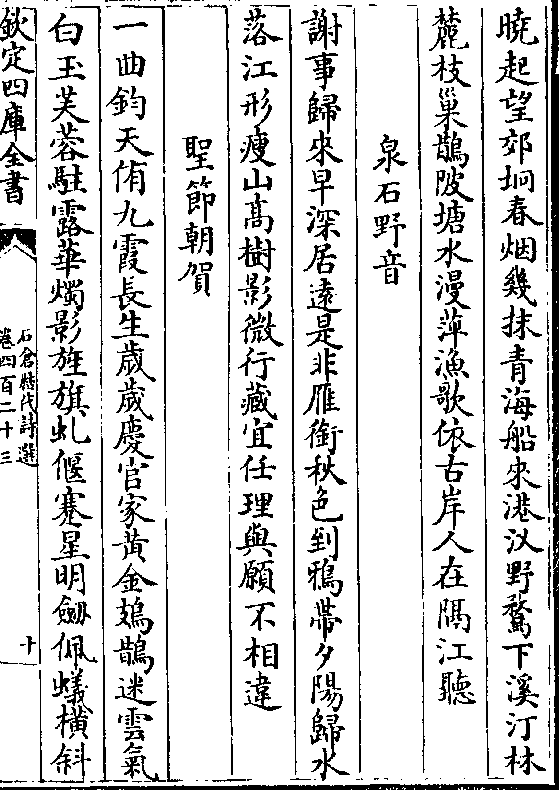 曉起望郊坰春烟幾抹青海船來港汊野鶩下溪汀林
麓枝巢鵲陂塘水漫萍漁歌依古岸人在隔江聽
泉石野音
謝事歸來早深居遠是非雁銜秋色到鴉帶夕陽歸水
落江形瘦山髙樹影微行藏宜任理與願不相違
聖節朝賀
一曲鈞天侑九霞長生歲歲慶官家黄金鳷鵲迷雲氣
白玉芙蓉駐露華燭影旌旗虬偃蹇星明劒佩蟻橫斜
欽定四庫全書
石倉歴代詩選
卷四百二十三
十